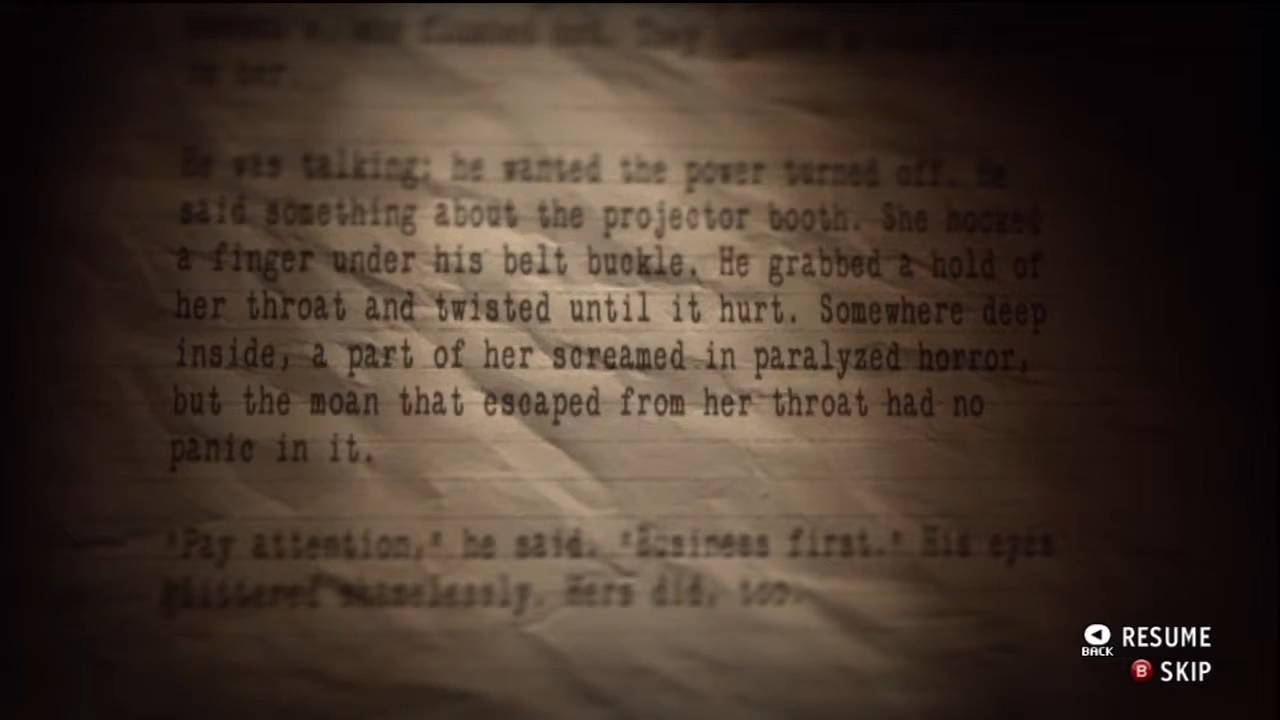 in her.
He was talking; he wanted the power turned off. He
said something about the projector booth. She hooked
a finger under his belt buckle. He grabbed a hold of
her throat and twisted until it hurt. Somewhere deep
inside, a part of her screamed in paralyzed horror,
but the moan that escaped from her throat had no
panic in it.
"Pay attention," he said. "Business first." His eyes
glittered shamelessly. Hers did, too.
BACK RESUME
B SKIP